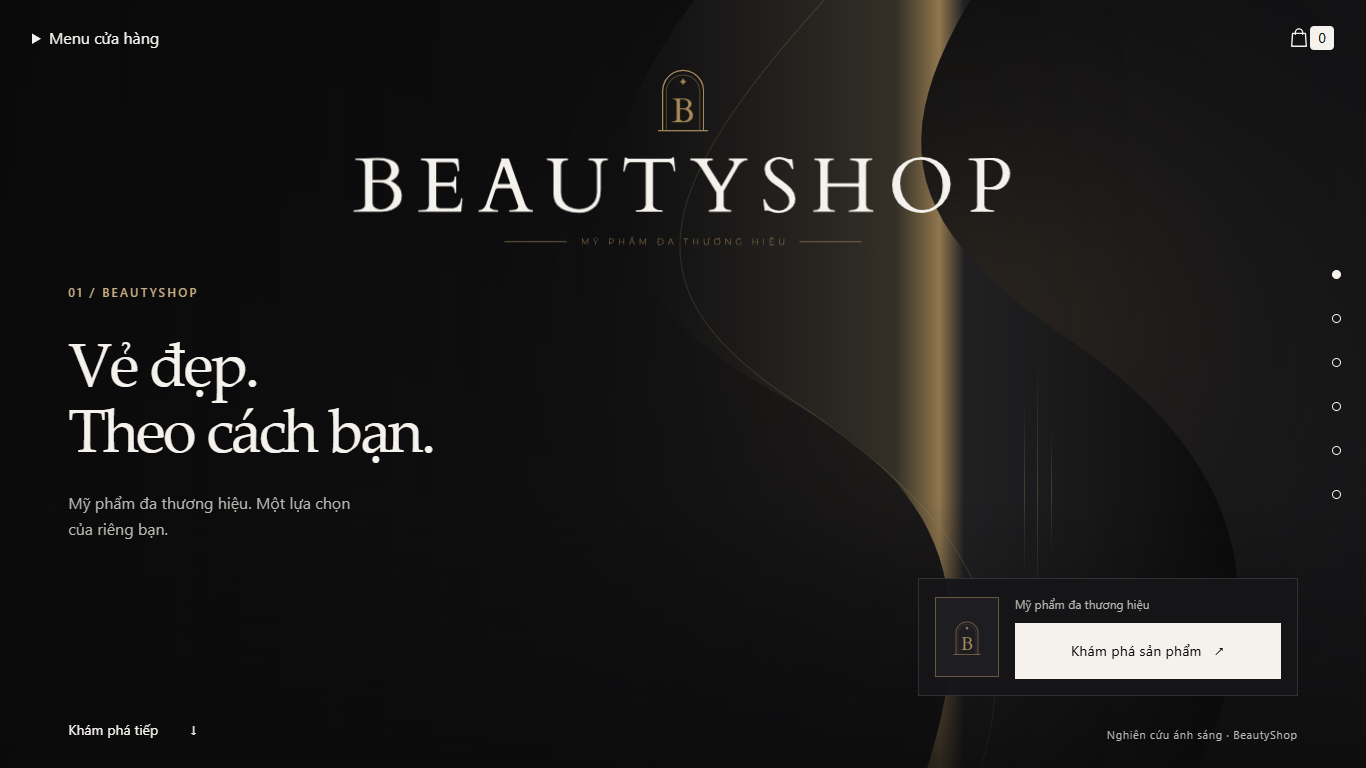 Menu cửa hàng
0
B
BEAUTYSHOP
MỸ PHẨM ĐA THƯƠNG HIỆU
01 / BEAUTYSHOP
Vẻ đẹp.
Theo cách bạn.
Mỹ phẩm đa thương hiệu. Một lựa chọn
của riêng bạn.
Mỹ phẩm đa thương hiệu
B
Khám phá sản phẩm ↗
Khám phá tiếp ↓
Nghiên cứu ánh sáng · BeautyShop